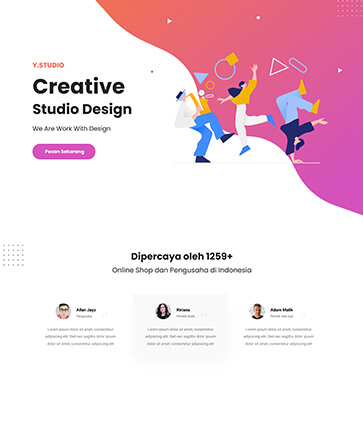 Y.STUDIO
Creative
Studio Design
We Are Work With Design
Pesan Sekarang
Dipercaya oleh 1259+
Online Shop dan Pengusaha di Indonesia
Allan Jayz
Pengusaha
Lorem ipsum dolor sit amet, consectetur
adipiscing elit. Sed nec sagittis dolor ipsum
dolor sit amet, consectetur adipiscing elit
Ririana
Pemilik Butik
Lorem ipsum dolor sit amet, consectetur
adipiscing elit. Sed nec sagittis dolor ipsum
dolor sit amet, consectetur adipiscing elit
Adam Malik
Lorem ipsum dolor sit amet, consectetur
adipiscing elit. Sed nec sagittis dolor ipsum
dolor sit amet, consectetur adipiscing elit